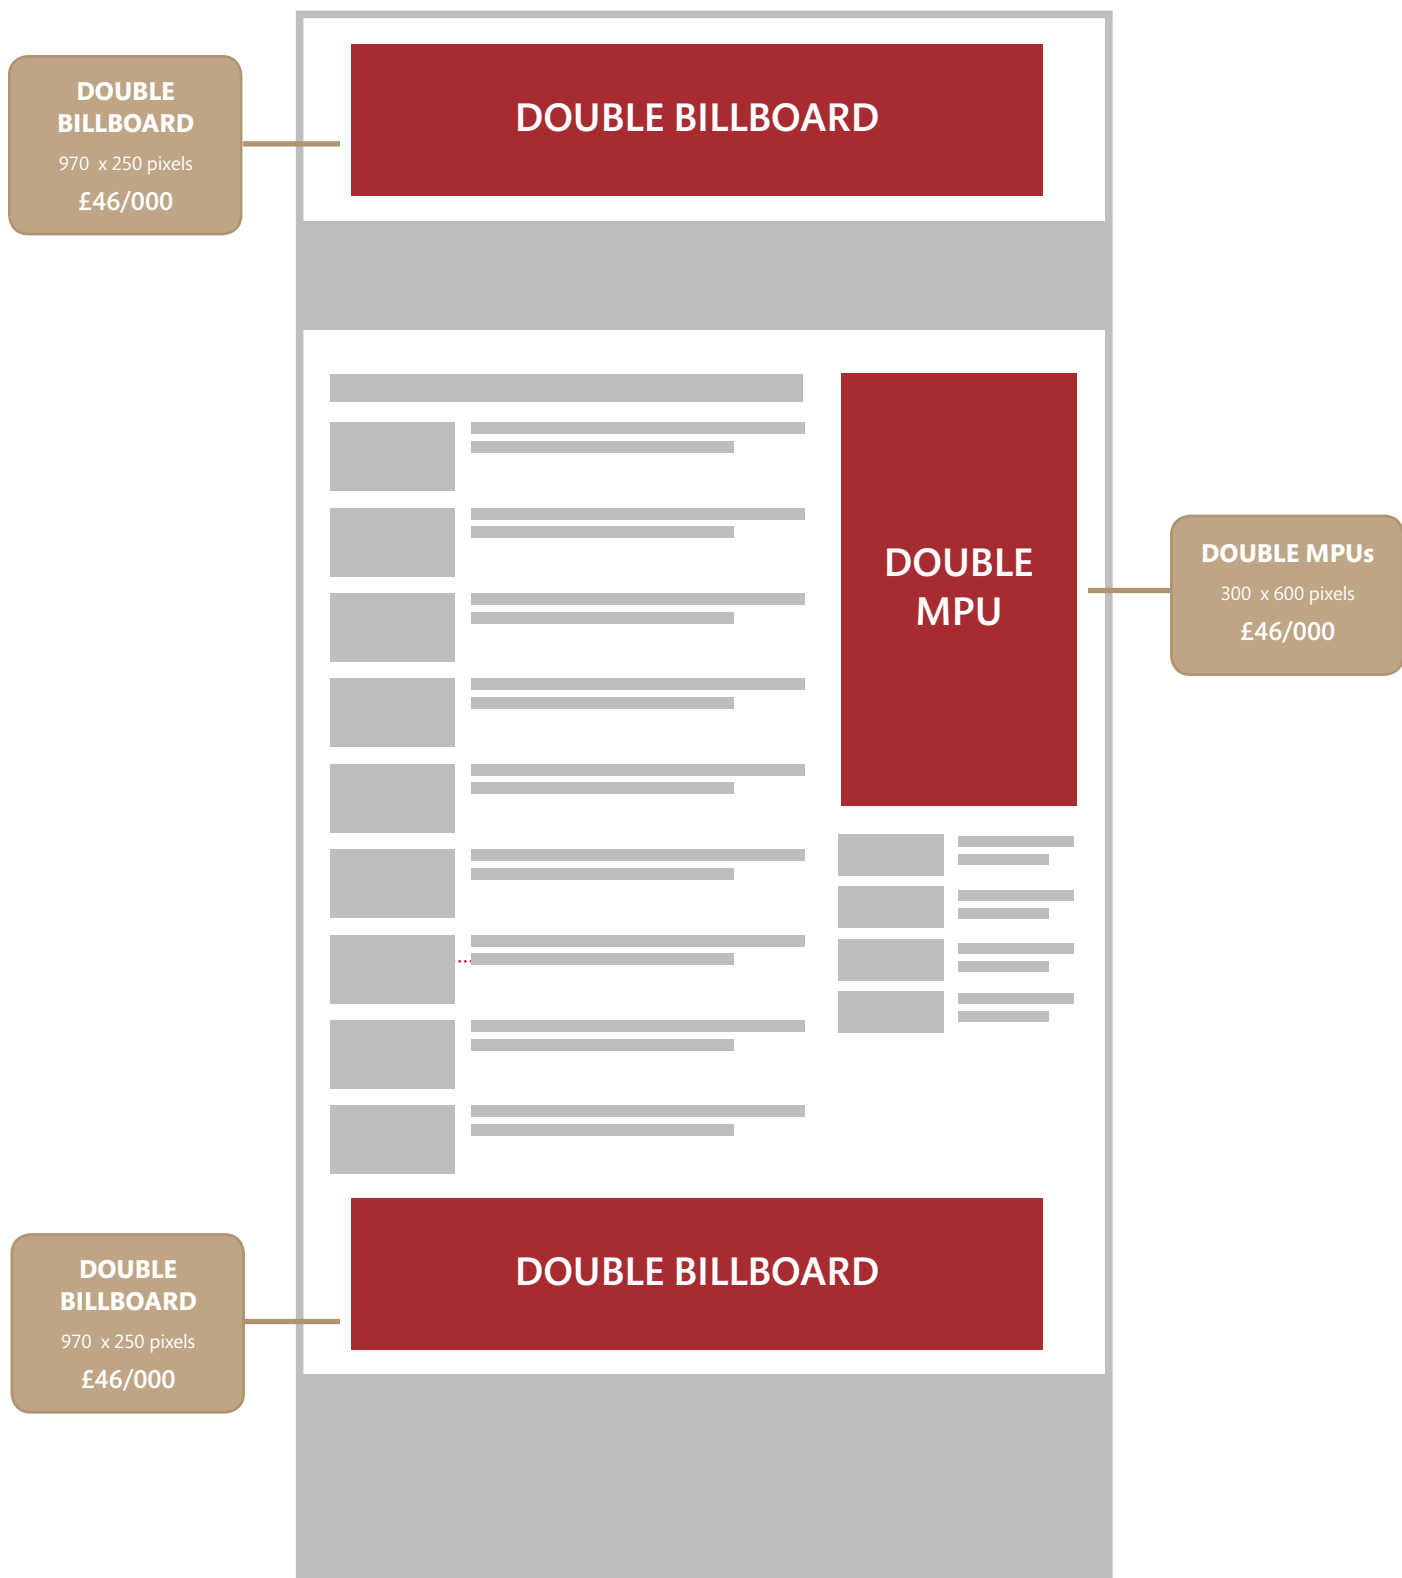 DOUBLE BILLBOARD
DOUBLE
BILLBOARD
970 x 250 pixels
£46/000
DOUBLE
MPU
DOUBLE MPUs
300 x 600 pixels
£46/000
DOUBLE BILLBOARD
DOUBLE
BILLBOARD
970 x 250 pixels
£46/000